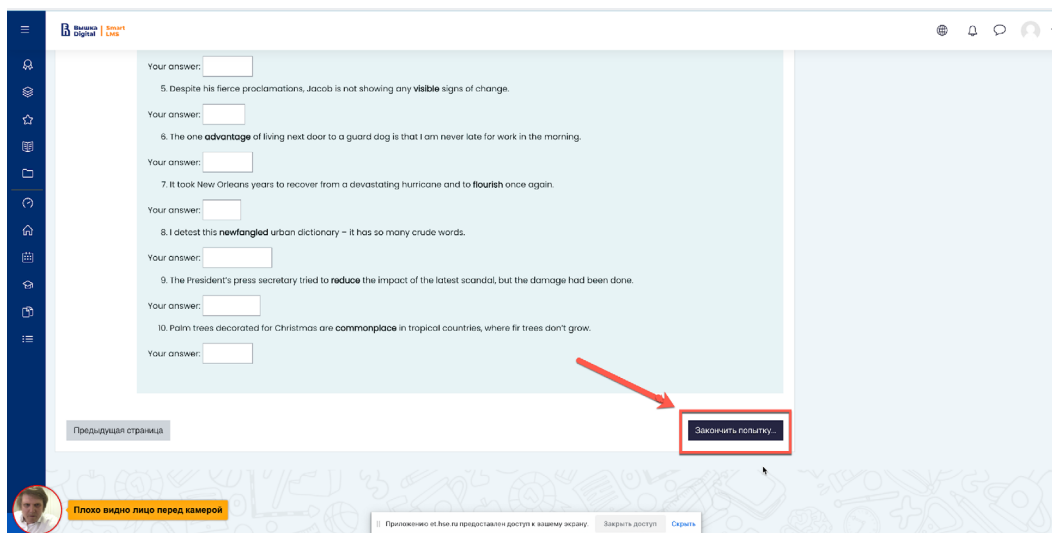 Вышка Digital
Smart LMS
Your answer:
5. Despite his fierce proclamations, Jacob is not showing any visible signs of change.
Your answer:
6. The one advantage of living next door to a guard dog is that I am never late for work in the morning.
Your answer:
7. It took New Orleans years to recover from a devastating hurricane and to flourish once again.
Your answer:
8. I detest this newfangled urban dictionary – it has so many crude words.
Your answer:
9. The President's press secretary tried to reduce the impact of the latest scandal, but the damage had been done.
Your answer:
10. Palm trees decorated for Christmas are commonplace in tropical countries, where fir trees don't grow.
Your answer:
Предыдущая страница
Закончить попытку...
Плохо видно лицо перед камерой
Приложению et.hse.ru предоставлен доступ к вашему экрану.
Закрыть доступ
Скрыть